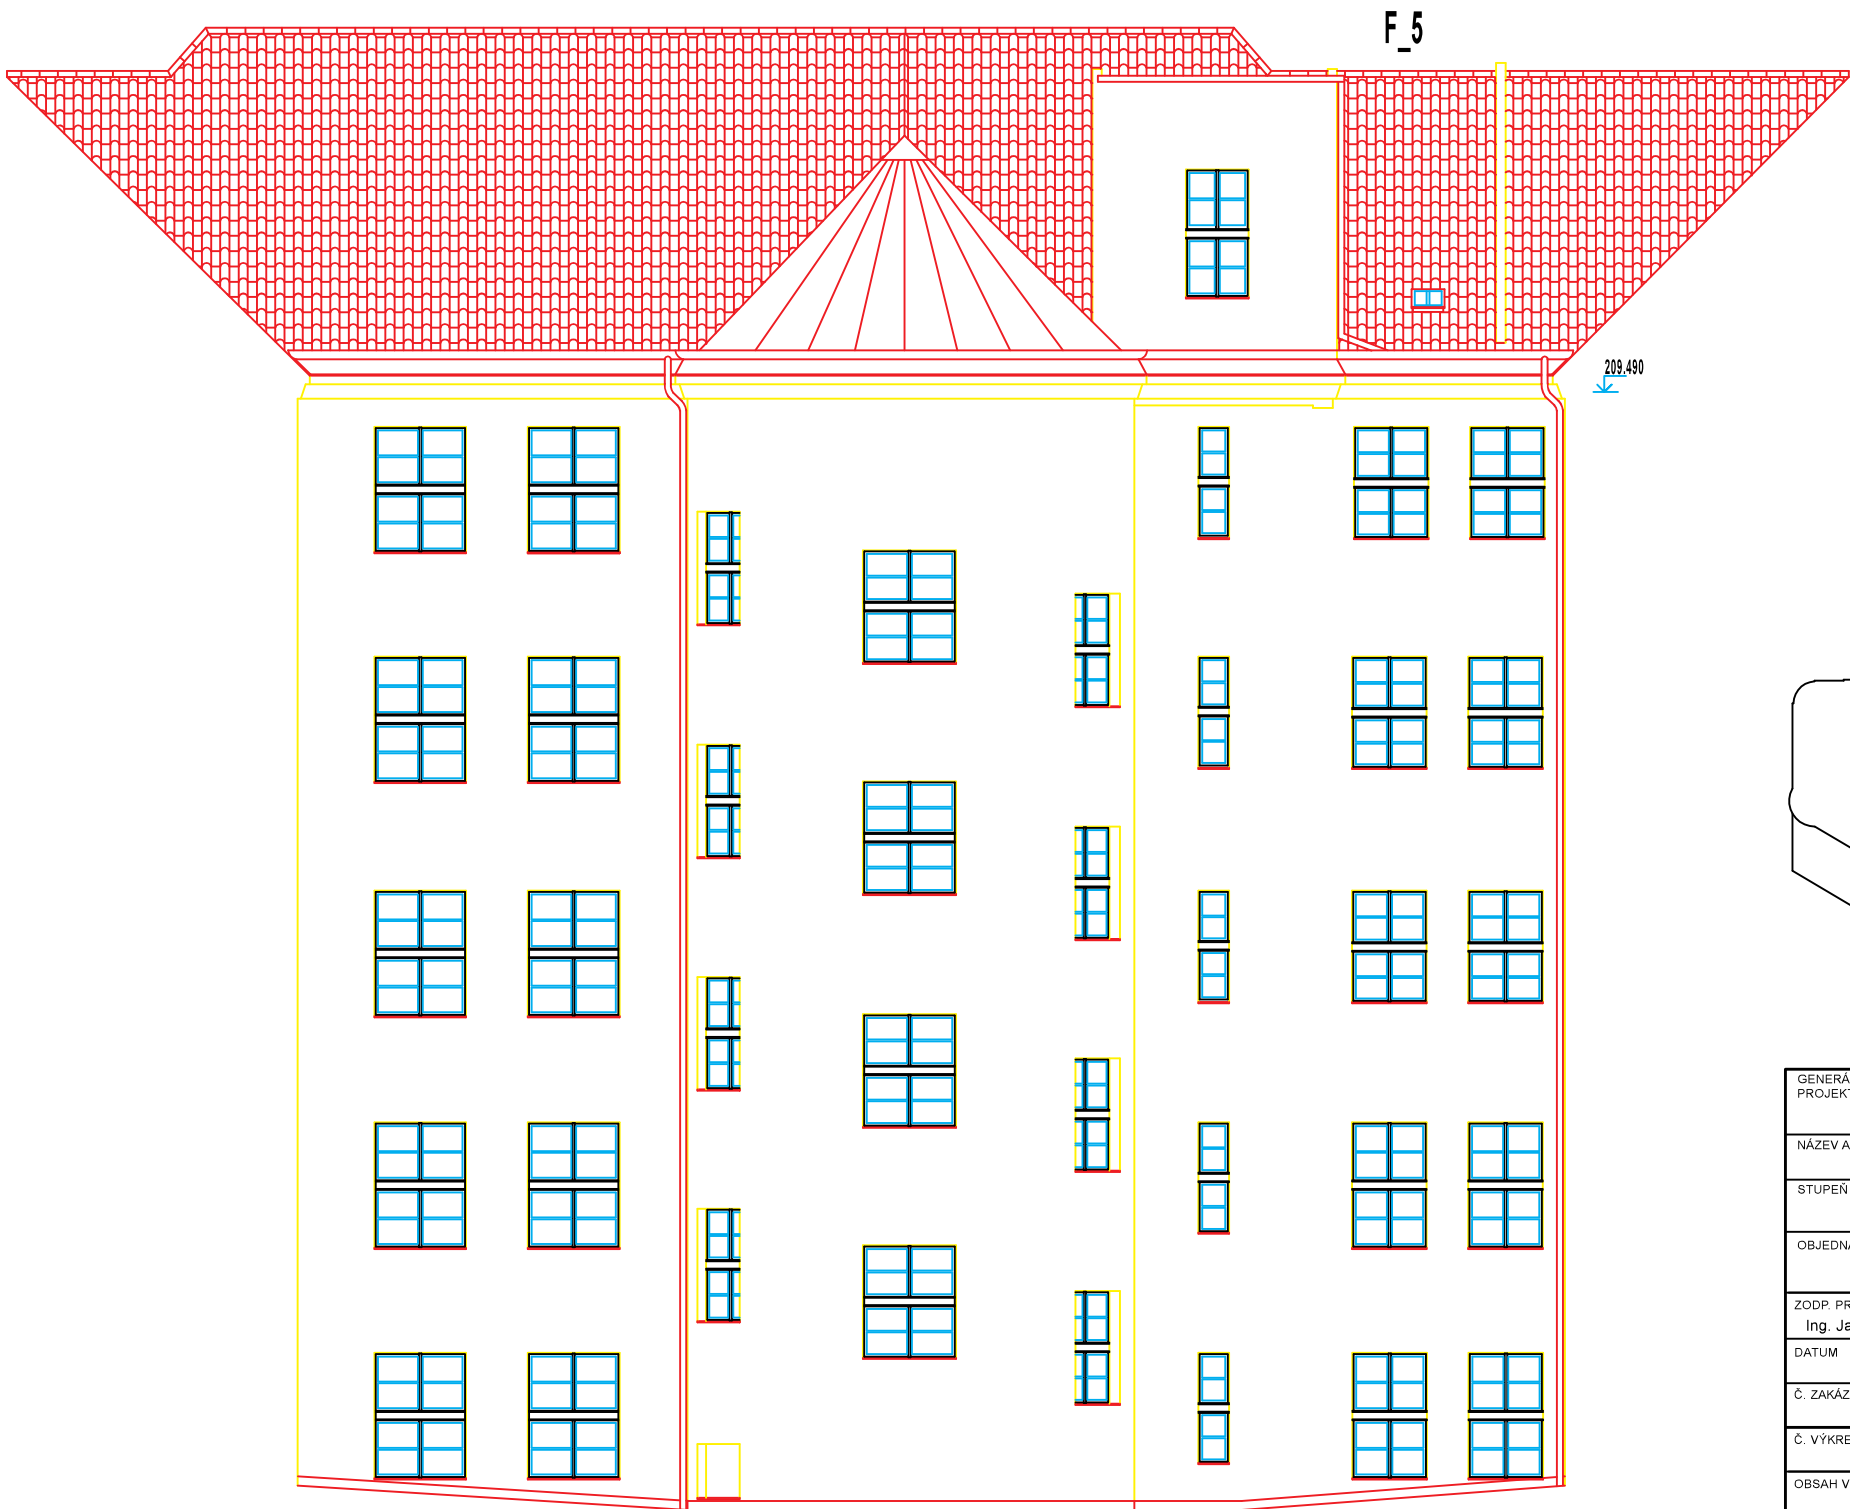 F_5
209.490
GENERÁ
PROJEKT
NÁZEV A
STUPEŇ
OBJEDNA
ZODP. PR
Ing. Ja
DATUM
Č. ZAKÁZ
Č. VÝKRE
OBSAH V